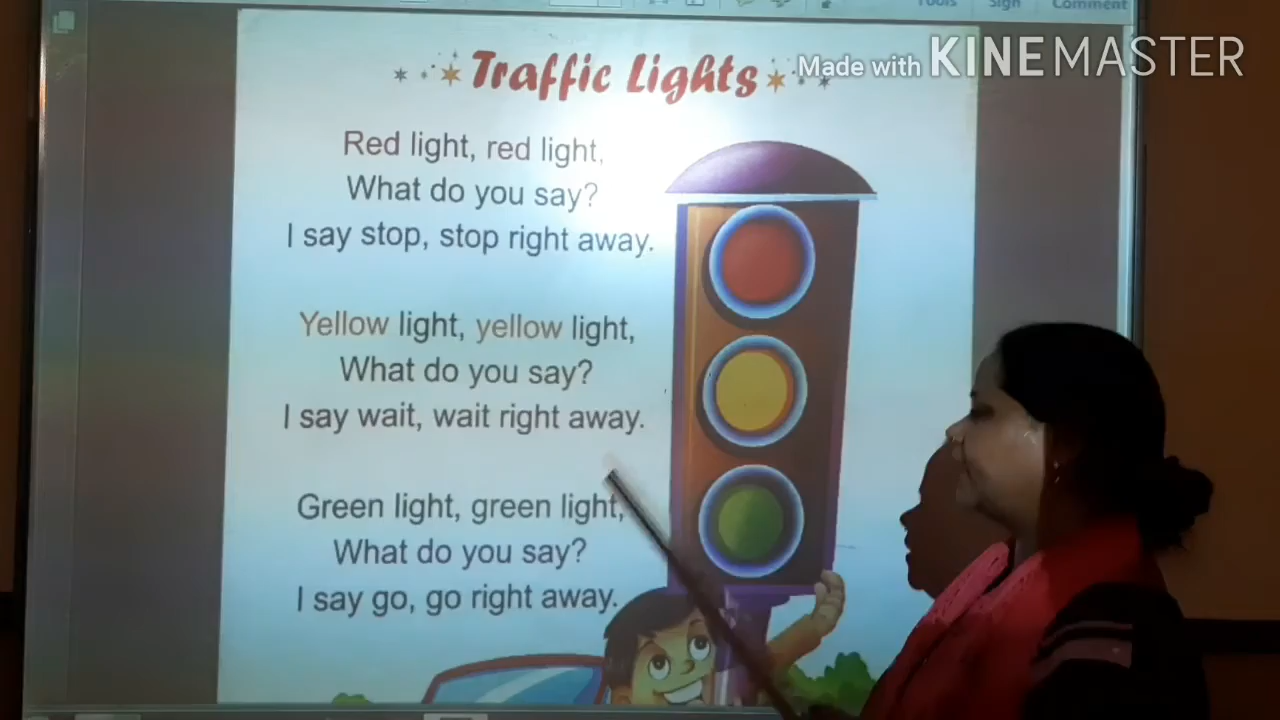 Tools Sign Comment
Made with KINEMASTER
Traffic Lights
Red light, red light,
What do you say?
I say stop, stop right away.
Yellow light, yellow light,
What do you say?
I say wait, wait right away.
Green light, green light,
What do you say?
I say go, go right away.